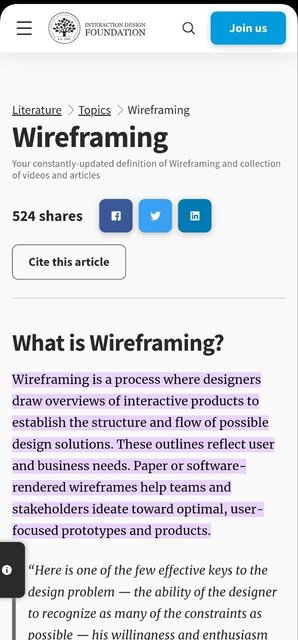 INTERACTION DESIGN
FOUNDATION
Join us
Literature > Topics > Wireframing
Wireframing
Your constantly-updated definition of Wireframing and collection
of videos and articles
524 shares
Cite this article
What is Wireframing?
Wireframing is a process where designers
draw overviews of interactive products to
establish the structure and flow of possible
design solutions. These outlines reflect user
and business needs. Paper or software-
rendered wireframes help teams and
stakeholders ideate toward optimal, user-
focused prototypes and products.
“Here is one of the few effective keys to the
design problem — the ability of the designer
to recognize as many of the constraints as
possible — his willingness and enthusiasm